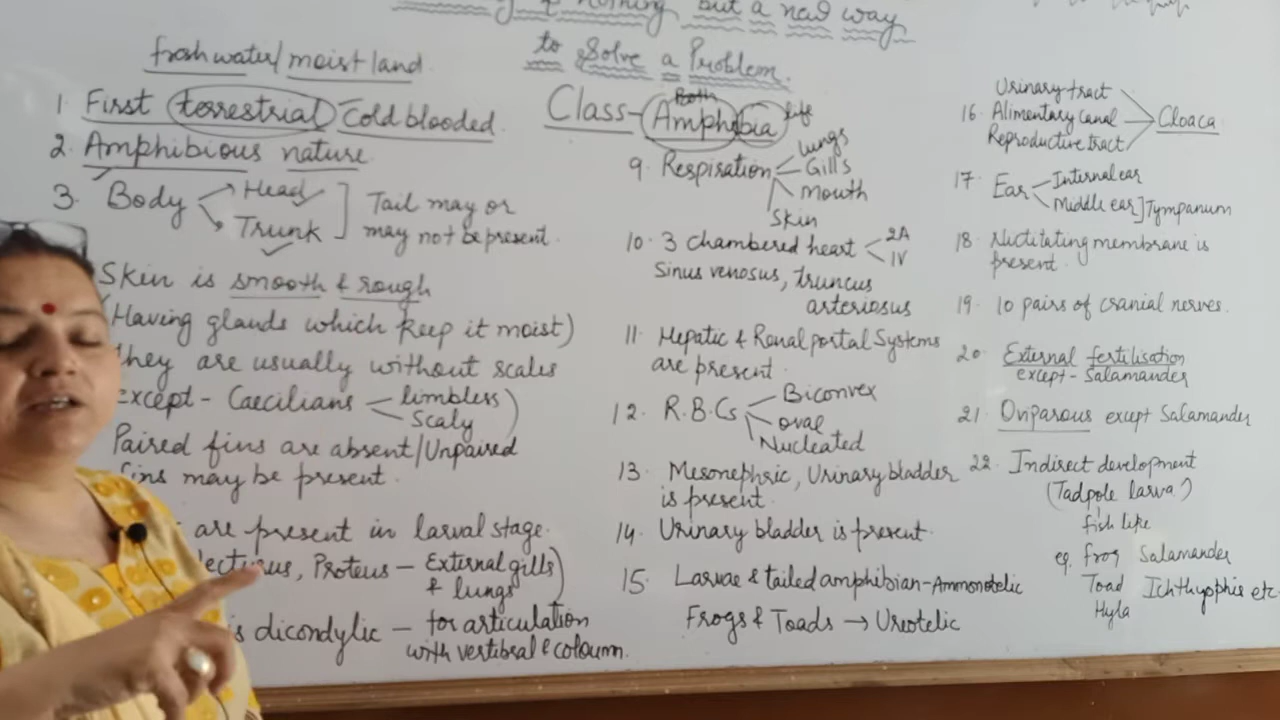 but a new way
to Solve a Problem.
fresh water/moist land
1. First terrestrial Cold blooded.
2. Amphibious nature.
3. Body Head
Trunk
Tail may or
may not be present.
Skin is smooth & rough
(Having glands which keep it moist)
They are usually without scales
except - Caecilians limbless
Scaly
Paired fins are absent/Unpaired
fins may be present.
are present in larval stage.
Proteus - External gills
& lungs
is dicondylic - for articulation
with vertebral coloumn.
Class - Amphibia
Both
life
9. Respiration Lungs
Gills
Mouth
Skin
10. 3 chambered heart 2A
1V
Sinus venosus, truncus
arteriosus
11. Hepatic & Renal portal Systems
are present.
12. R.B.Cs Biconvex
oval
Nucleated
13. Mesonephric, Urinary bladder
is present.
14. Urinary bladder is present.
15. Larvae & tailed amphibian - Ammonotelic
Frogs & Toads → Ureotelic
16. Urinary tract
Alimentary canal
Reproductive tract
Cloaca
17. Ear Internal ear
Middle ear] Tympanum
18. Nictitating membrane is
present.
19. 10 pairs of cranial nerves.
20. External fertilisation
except - Salamander
21. Oviparous except Salamander
22. Indirect development
(Tadpole larva)
fish like
eg. frog Salamander
Toad Ichthyophis etc.
Hyla